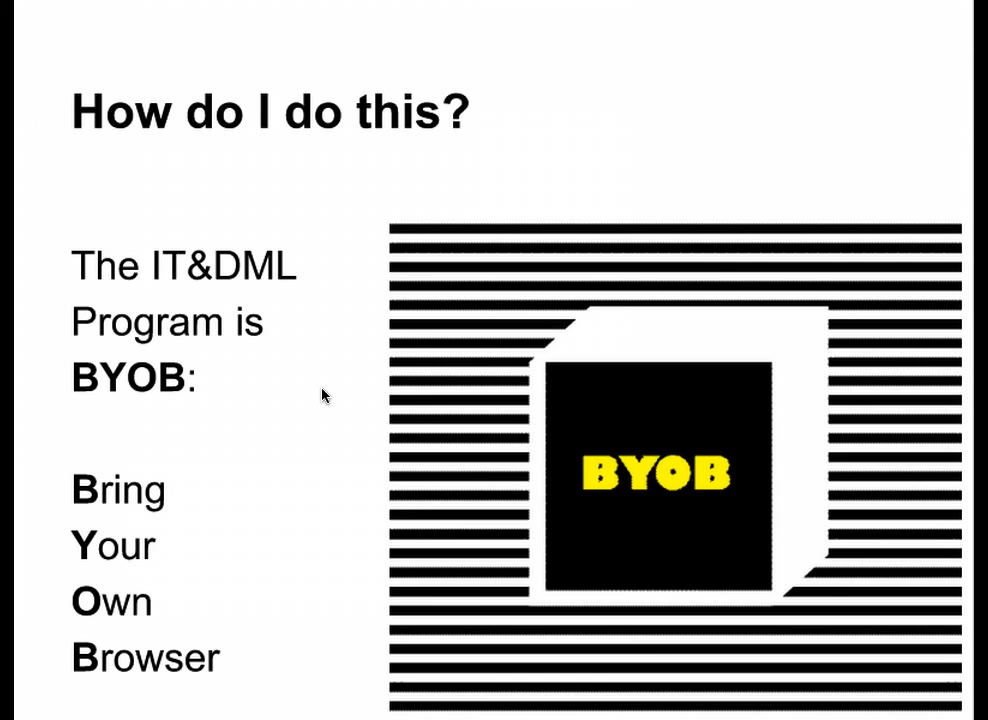 How do I do this?
The IT&DML
Program is
BYOB:
Bring
Your
Own
Browser
BYOB